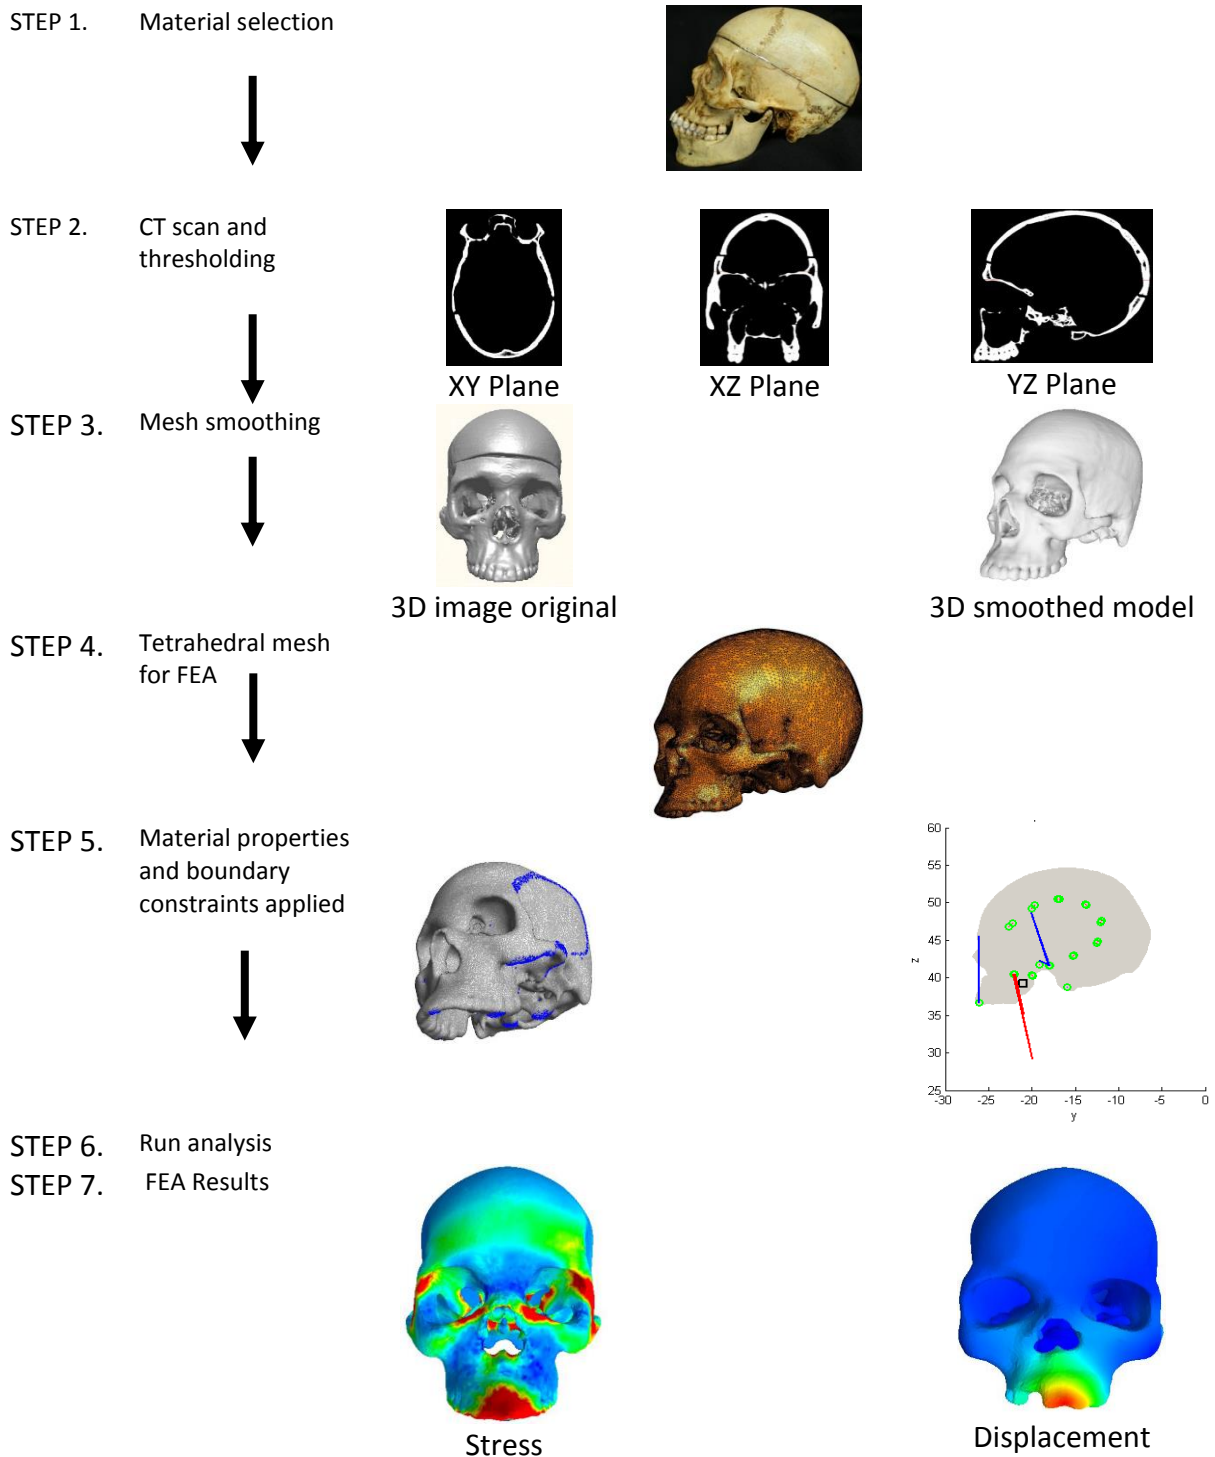 STEP 1. Material selection
STEP 2. CT scan and
thresholding
XY Plane
XZ Plane
YZ Plane
STEP 3. Mesh smoothing
3D image original
3D smoothed model
STEP 4. Tetrahedral mesh
for FEA
STEP 5. Material properties
and boundary
constraints applied
60
55
50
45
40
35
30
25
z
-30 -25 -20 -15 -10 -5 0
y
STEP 6. Run analysis
STEP 7. FEA Results
Stress
Displacement